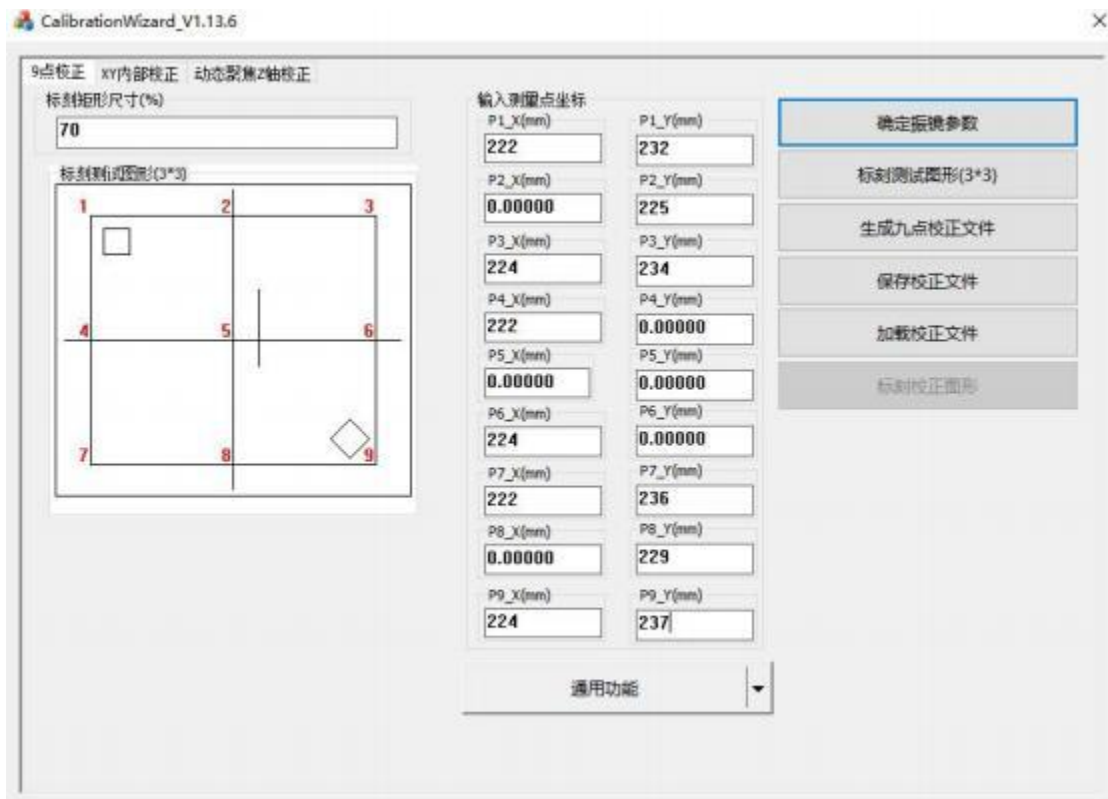 CalibrationWizard_V1.13.6
9点校正 XY内部校正 动态聚焦Z轴校正
标刻矩形尺寸(%)
70
标刻测试图形(3*3)
1 2 3
4 5 6
7 8 9
输入测量点坐标
P1_X(mm) P1_Y(mm)
222 232
P2_X(mm) P2_Y(mm)
0.00000 225
P3_X(mm) P3_Y(mm)
224 234
P4_X(mm) P4_Y(mm)
222 0.00000
P5_X(mm) P5_Y(mm)
0.00000 0.00000
P6_X(mm) P6_Y(mm)
224 0.00000
P7_X(mm) P7_Y(mm)
222 236
P8_X(mm) P8_Y(mm)
0.00000 229
P9_X(mm) P9_Y(mm)
224 237
通用功能
确定振镜参数
标刻测试图形(3*3)
生成九点校正文件
保存校正文件
加载校正文件
标刻校正图形